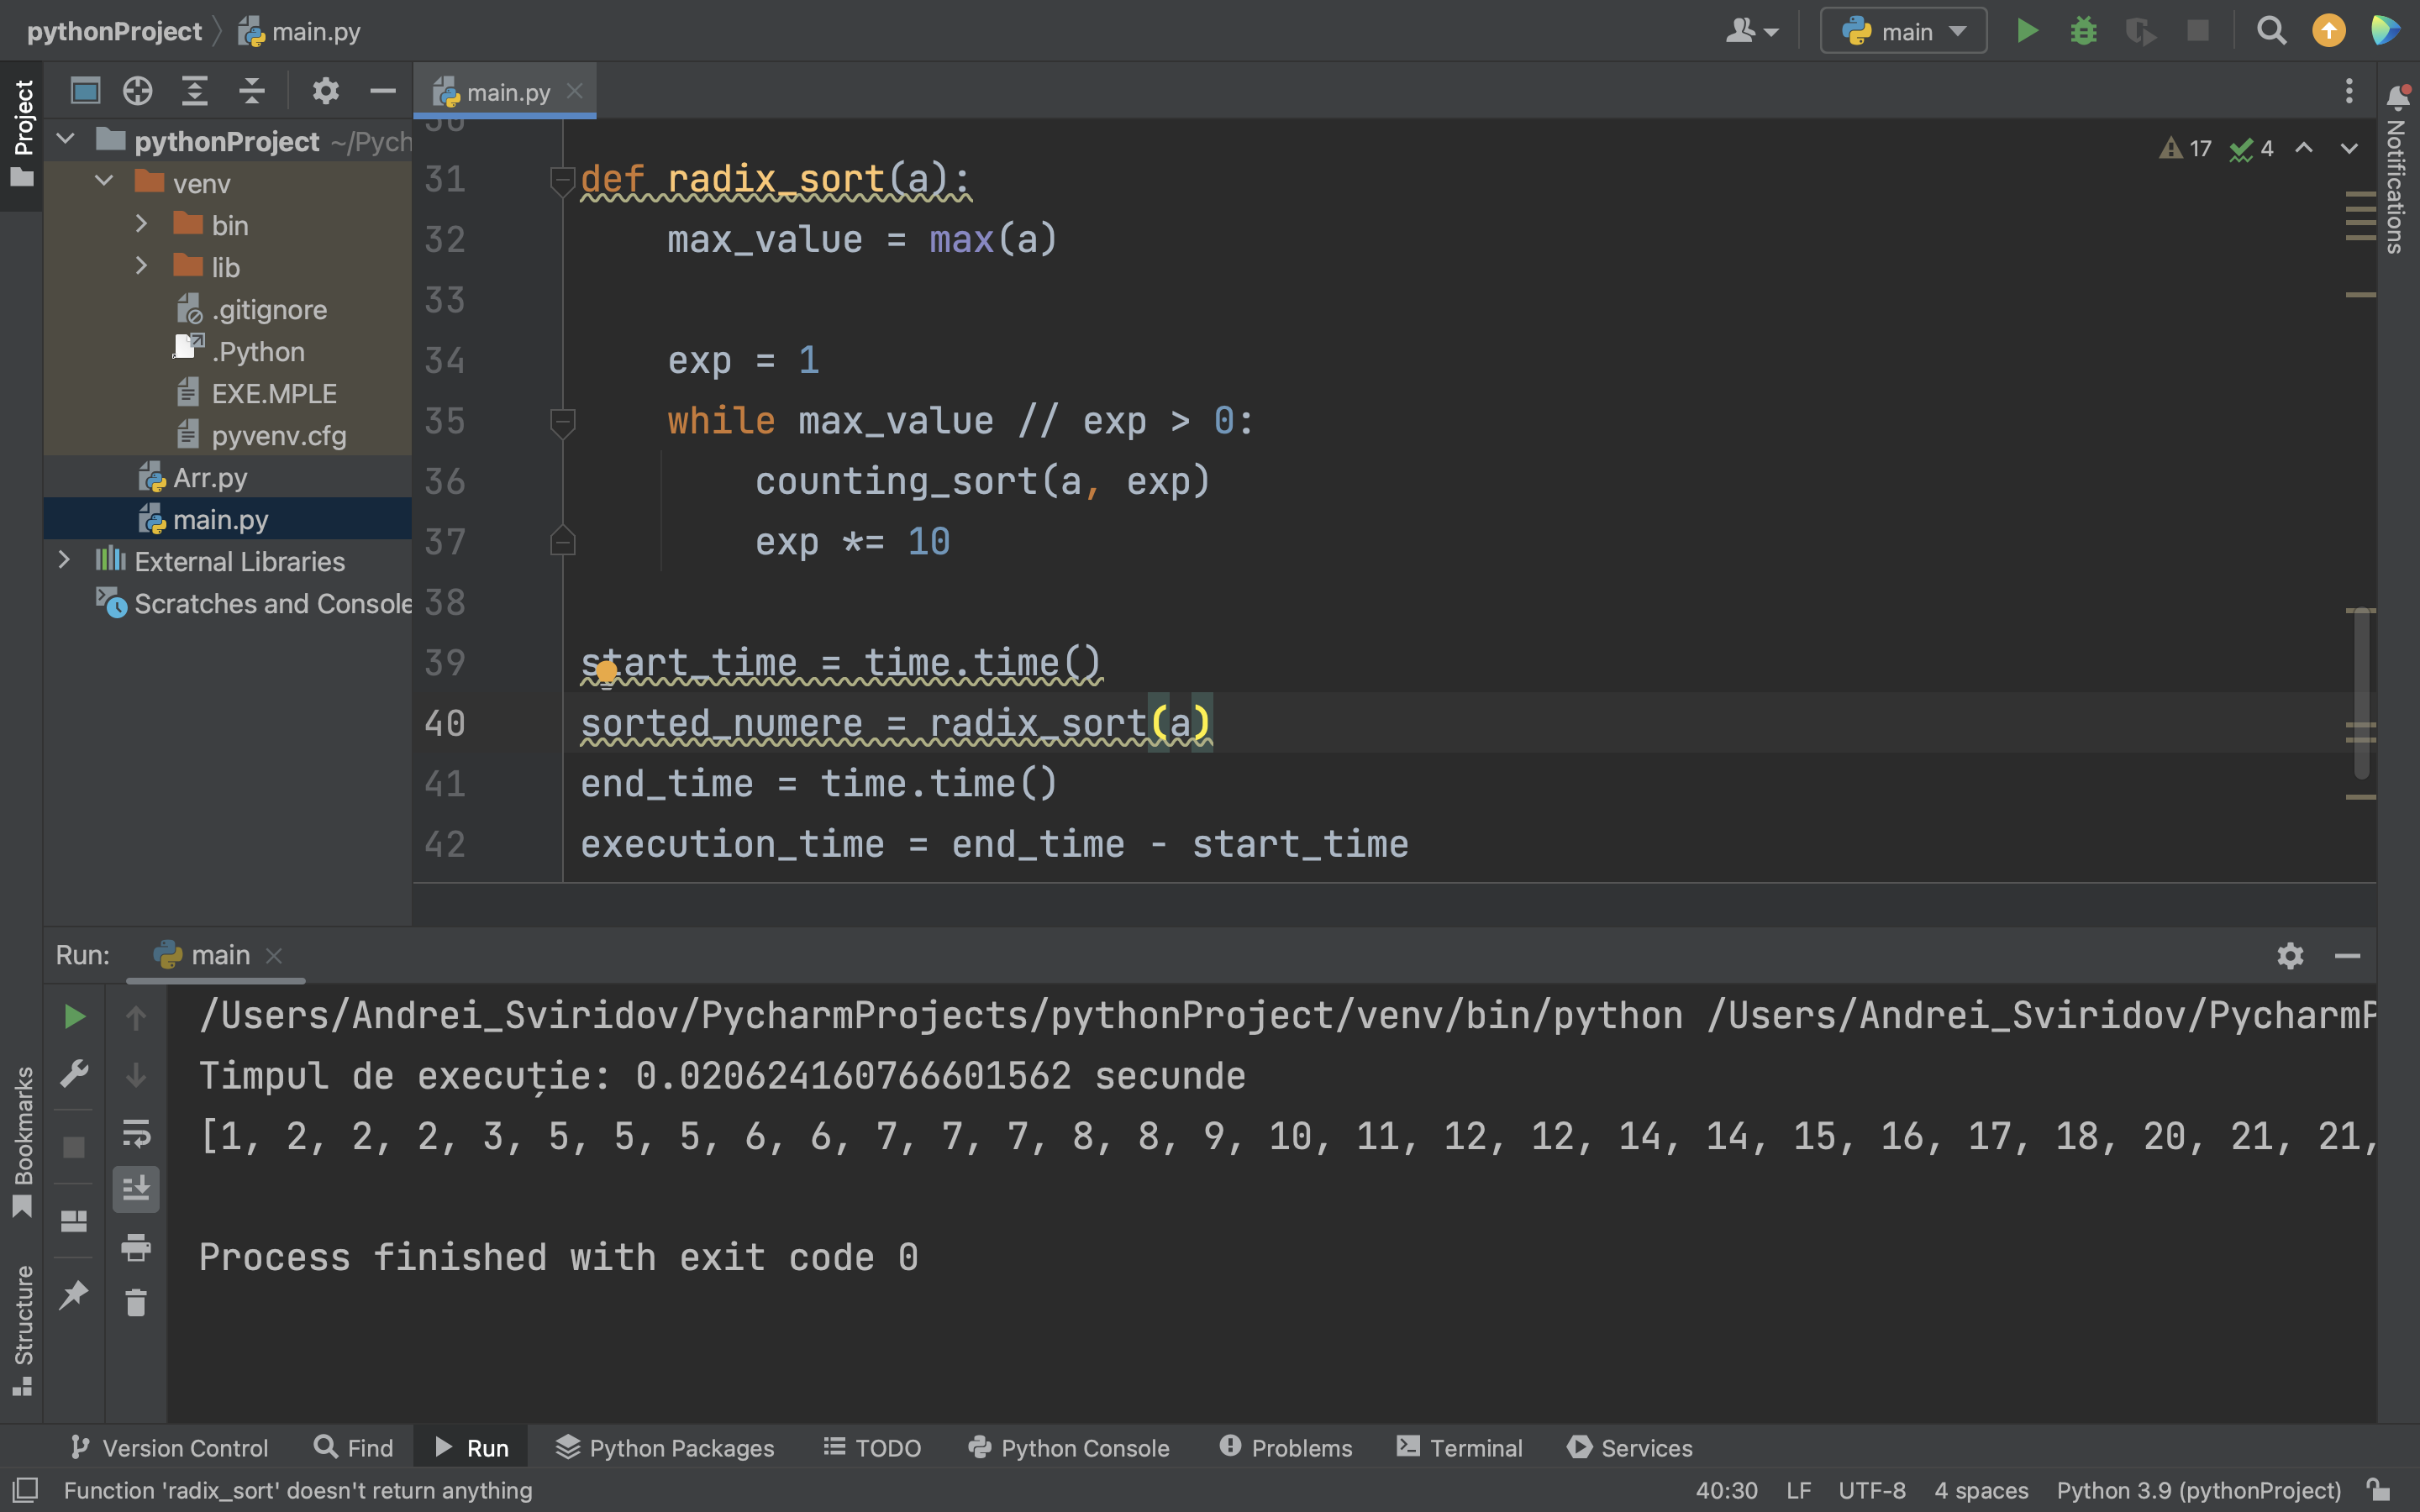 pythonProject main.py
main
Project
main.py
pythonProject ~/Pych
venv
bin
lib
.gitignore
.Python
EXE.MPLE
pyvenv.cfg
Arr.py
main.py
External Libraries
Scratches and Console
17 4
31 def radix_sort(a):
32 max_value = max(a)
33
34 exp = 1
35 while max_value // exp > 0:
36 counting_sort(a, exp)
37 exp *= 10
38
39 start_time = time.time()
40 sorted_numere = radix_sort(a)
41 end_time = time.time()
42 execution_time = end_time - start_time
Notifications
Run: main
/Users/Andrei_Sviridov/PycharmProjects/pythonProject/venv/bin/python /Users/Andrei_Sviridov/PycharmP
Timpul de execuție: 0.020624160766601562 secunde
[1, 2, 2, 2, 3, 5, 5, 5, 6, 6, 7, 7, 7, 8, 8, 9, 10, 11, 12, 12, 14, 14, 15, 16, 17, 18, 20, 21, 21,
Process finished with exit code 0
Bookmarks
Structure
Version Control Find Run Python Packages TODO Python Console Problems Terminal Services
Function 'radix_sort' doesn't return anything 40:30 LF UTF-8 4 spaces Python 3.9 (pythonProject)